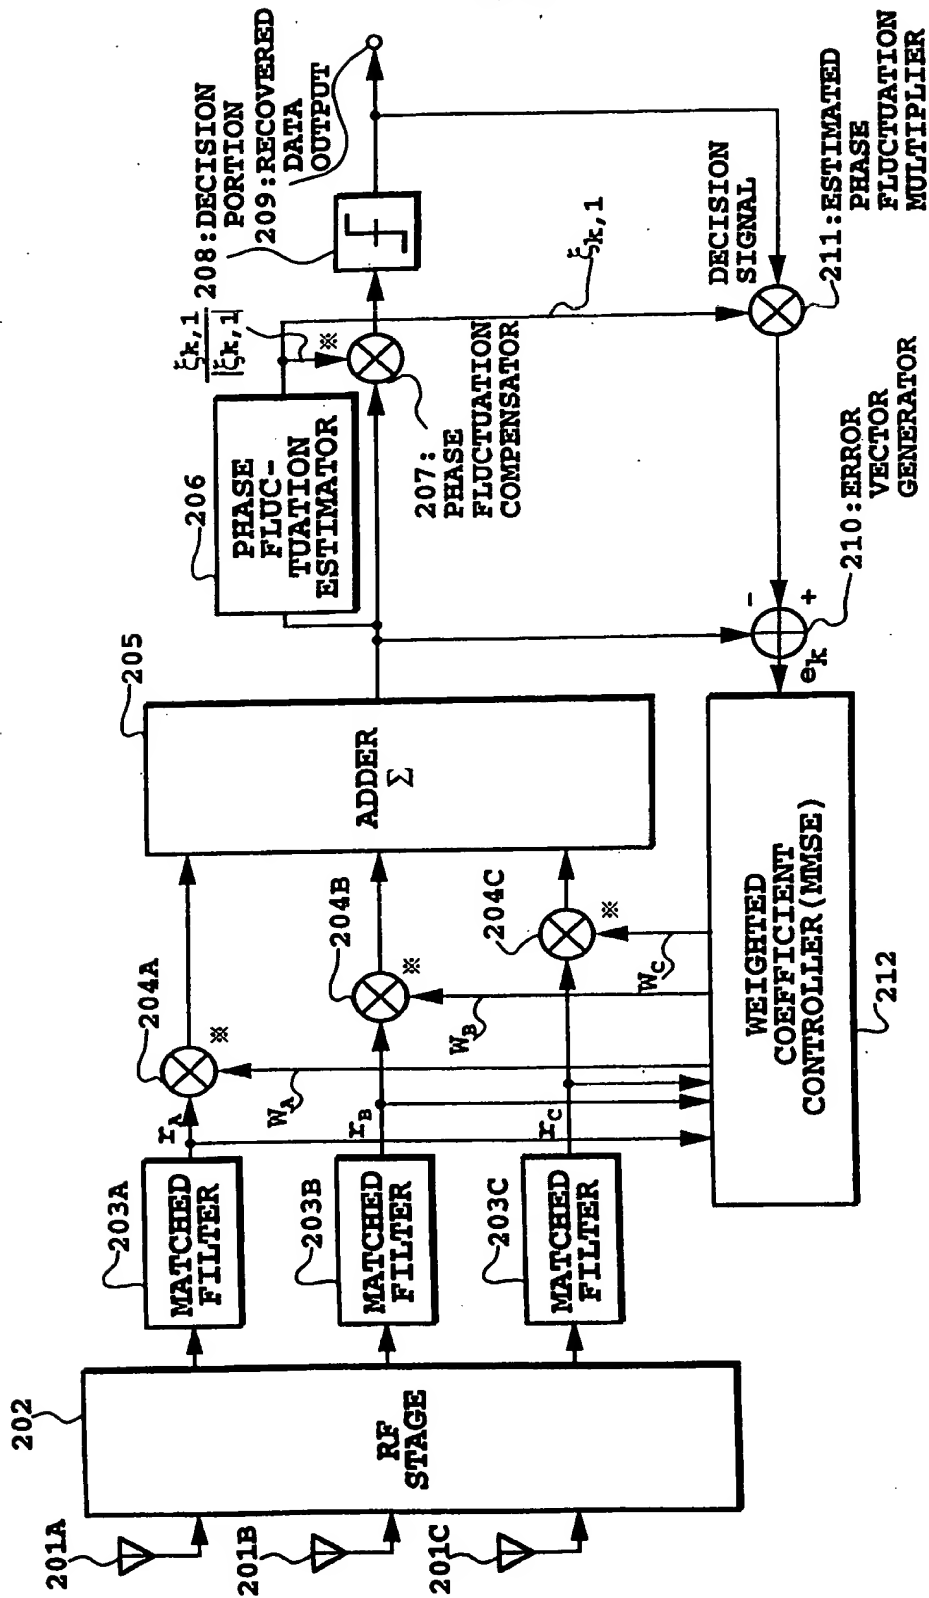 201A
201B
201C
202
RF
STAGE
203A
MATCHED
FILTER
203B
MATCHED
FILTER
203C
MATCHED
FILTER
rA
rB
rC
WA
WB
WC
204A
※
204B
※
204C
※
205
ADDER
Σ
206
PHASE
FLUC-
TUATION
ESTIMATOR
207:
PHASE
FLUCTUATION
COMPENSATOR
ξk,1
|ξk,1|
※
208:DECISION
PORTION
209:RECOVERED
DATA
OUTPUT
ξk,1
DECISION
SIGNAL
211:ESTIMATED
PHASE
FLUCTUATION
MULTIPLIER
210:ERROR
VECTOR
GENERATOR
-
+
ek
WEIGHTED
COEFFICIENT
CONTROLLER(MMSE)
212